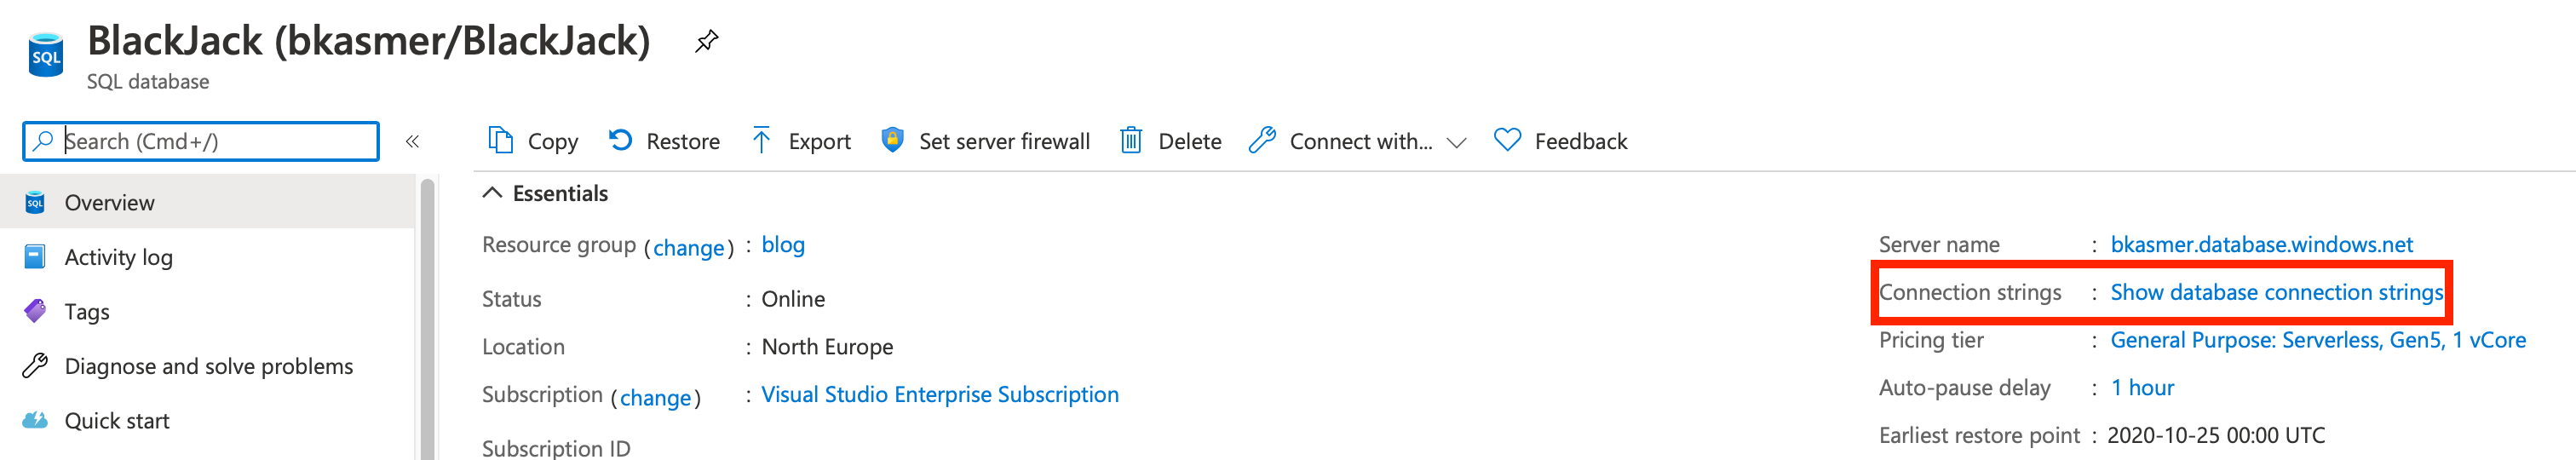 BlackJack (bkasmer/BlackJack)
SQL
SQL database
Search (Cmd+/)
«
Copy
Restore
Export
Set server firewall
Delete
Connect with...
Feedback
SQL
Overview
Activity log
Tags
Diagnose and solve problems
Quick start
Essentials
Resource group (change) : blog
Status : Online
Location : North Europe
Subscription (change) : Visual Studio Enterprise Subscription
Subscription ID
Server name : bkasmer.database.windows.net
Connection strings : Show database connection strings
Pricing tier : General Purpose: Serverless, Gen5, 1 vCore
Auto-pause delay : 1 hour
Earliest restore point : 2020-10-25 00:00 UTC